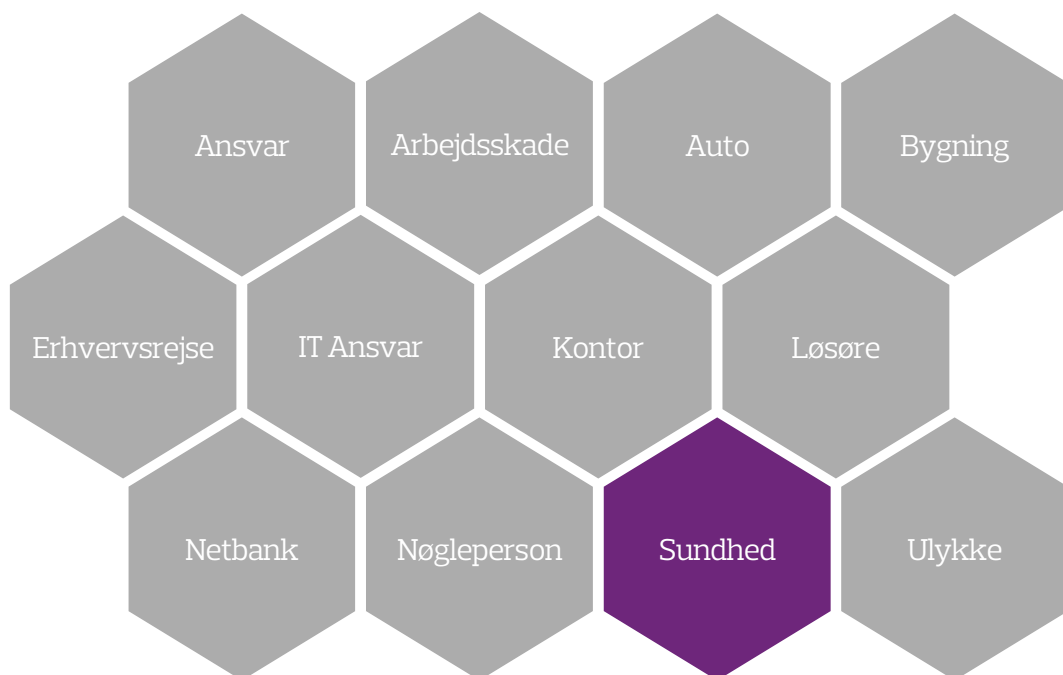 Ansvar
Arbejdsskade
Auto
Bygning
Erhvervsrejse
IT Ansvar
Kontor
Løsøre
Netbank
Nøgleperson
Sundhed
Ulykke